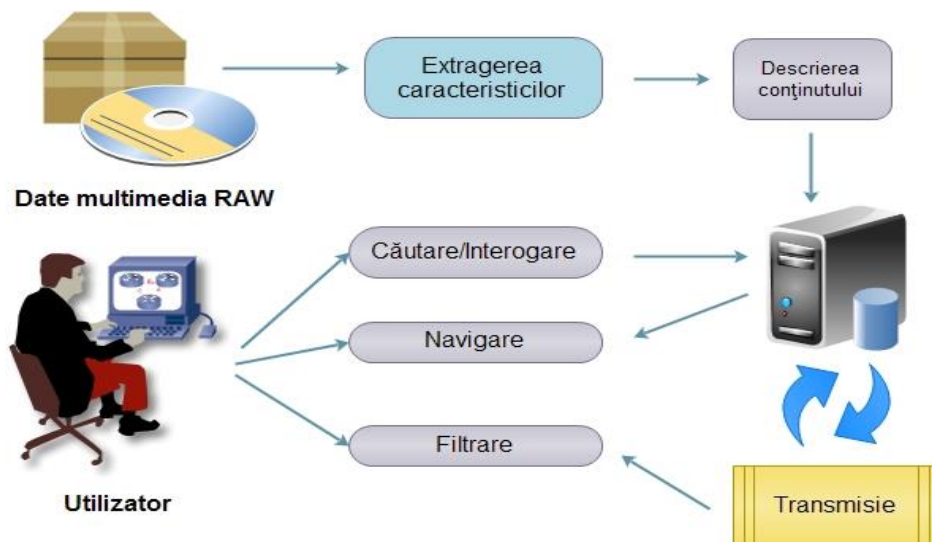 Extragerea
caracteristicilor
Descrierea
conţinutului
Date multimedia RAW
Căutare/Interogare
Navigare
Filtrare
Utilizator
Transmisie